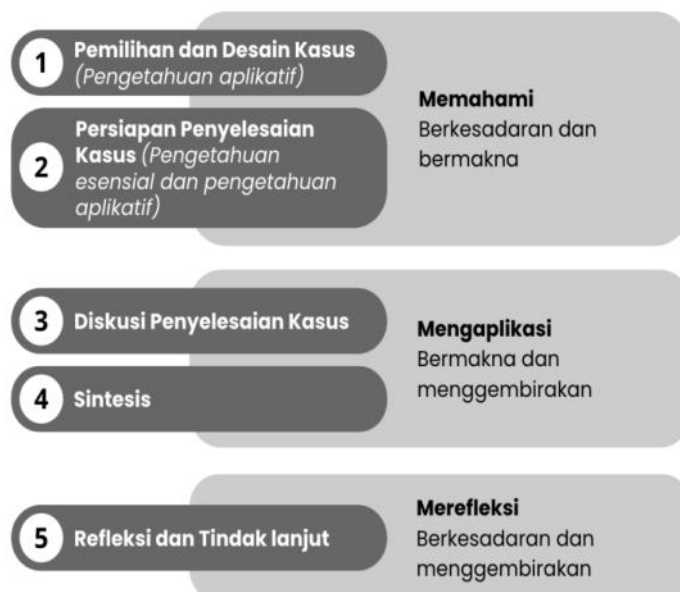 1
Pemilihan dan Desain Kasus
(Pengetahuan aplikatif)
2
Persiapan Penyelesaian
Kasus (Pengetahuan
esensial dan pengetahuan
aplikatif)
Memahami
Berkesadaran dan
bermakna
3
Diskusi Penyelesaian Kasus
4
Sintesis
Mengaplikasi
Bermakna dan
menggembirakan
5
Refleksi dan Tindak lanjut
Merefleksi
Berkesadaran dan
menggembirakan